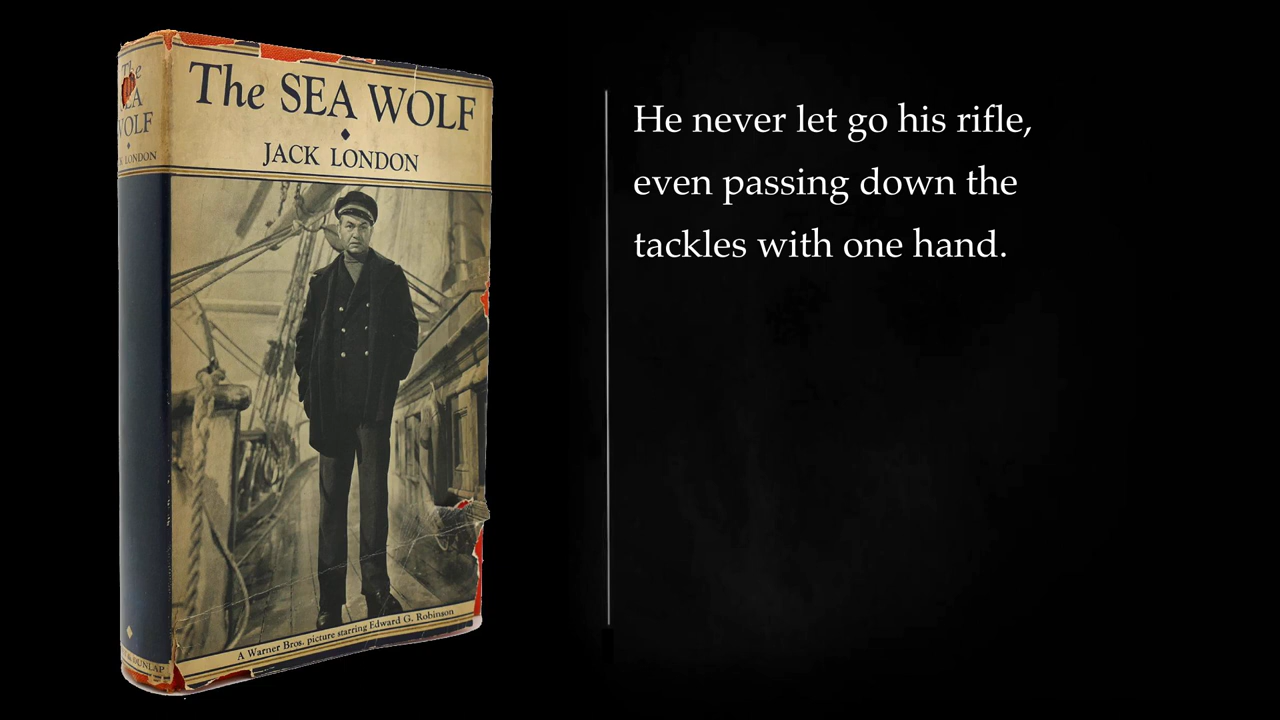 The SEA WOLF
JACK LONDON
A Warner Bros. picture starring Edward G. Robinson
The
SEA
WOLF
LONDON
DUNLAP
He never let go his rifle,
even passing down the
tackles with one hand.